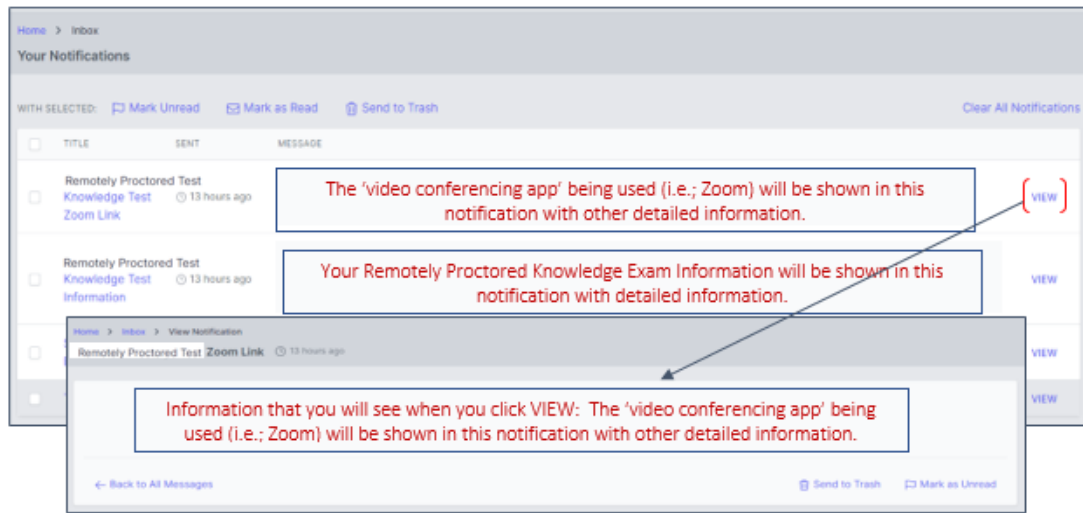 Home > Inbox
Your Notifications
WITH SELECTED: Mark Unread Mark as Read Send to Trash Clear All Notifications
TITLE SENT MESSAGE
Remotely Proctored Test
Knowledge Test 13 hours ago
Zoom Link
The ‘video conferencing app’ being used (i.e.; Zoom) will be shown in this
notification with other detailed information.
VIEW
Remotely Proctored Test
Knowledge Test 13 hours ago
Information
Your Remotely Proctored Knowledge Exam Information will be shown in this
notification with detailed information.
VIEW
VIEW
VIEW
Home > Inbox > View Notification
Remotely Proctored Test Zoom Link 13 hours ago
Information that you will see when you click VIEW: The ‘video conferencing app’ being
used (i.e.; Zoom) will be shown in this notification with other detailed information.
← Back to All Messages Send to Trash Mark as Unread